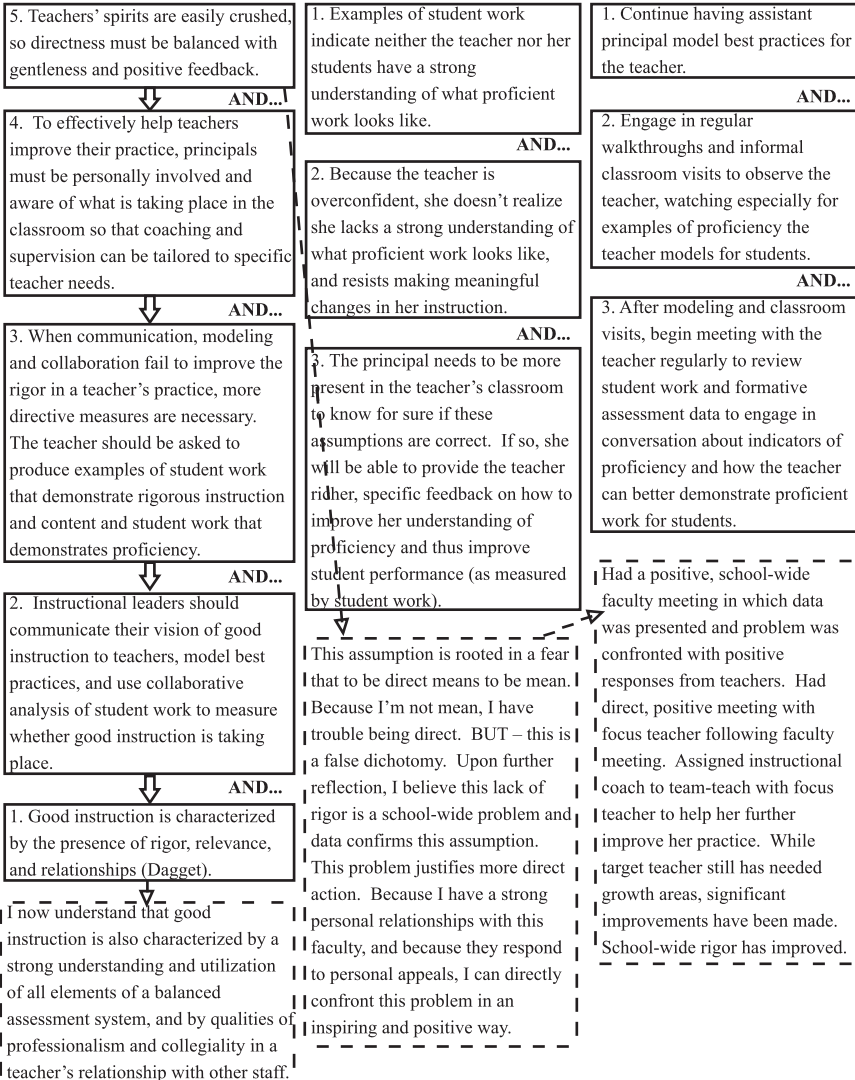 5. Teachers’ spirits are easily crushed,
so directness must be balanced with
gentleness and positive feedback.
AND...
4.  To effectively help teachers
improve their practice, principals
must be personally involved and
aware of what is taking place in the
classroom so that coaching and
supervision can be tailored to specific
teacher needs.
AND...
3. When communication, modeling
and collaboration fail to improve the
rigor in a teacher’s practice, more
directive measures are necessary.
The teacher should be asked to
produce examples of student work
that demonstrate rigorous instruction
and content and student work that
demonstrates proficiency.
AND...
2.  Instructional leaders should
communicate their vision of good
instruction to teachers, model best
practices, and use collaborative
analysis of student work to measure
whether good instruction is taking
place.
AND...
1. Good instruction is characterized
by the presence of rigor, relevance,
and relationships (Dagget).
I now understand that good
instruction is also characterized by a
strong understanding and utilization
of all elements of a balanced
assessment system, and by qualities of
professionalism and collegiality in a
teacher’s relationship with other staff.
1. Examples of student work
indicate neither the teacher nor her
students have a strong
understanding of what proficient
work looks like.
AND...
2. Because the teacher is
overconfident, she doesn’t realize
she lacks a strong understanding of
what proficient work looks like,
and resists making meaningful
changes in her instruction.
AND...
3. The principal needs to be more
present in the teacher’s classroom
to know for sure if these
assumptions are correct.  If so, she
will be able to provide the teacher
richer, specific feedback on how to
improve her understanding of
proficiency and thus improve
student performance (as measured
by student work).
This assumption is rooted in a fear
that to be direct means to be mean.
Because I’m not mean, I have
trouble being direct.  BUT – this is
a false dichotomy.  Upon further
reflection, I believe this lack of
rigor is a school-wide problem and
data confirms this assumption.
This problem justifies more direct
action.  Because I have a strong
personal relationships with this
faculty, and because they respond
to personal appeals, I can directly
confront this problem in an
inspiring and positive way.
1. Continue having assistant
principal model best practices for
the teacher.
AND...
2. Engage in regular
walkthroughs and informal
classroom visits to observe the
teacher, watching especially for
examples of proficiency the
teacher models for students.
AND...
3. After modeling and classroom
visits, begin meeting with the
teacher regularly to review
student work and formative
assessment data to engage in
conversation about indicators of
proficiency and how the teacher
can better demonstrate proficient
work for students.
Had a positive, school-wide
faculty meeting in which data
was presented and problem was
confronted with positive
responses from teachers.  Had
direct, positive meeting with
focus teacher following faculty
meeting.  Assigned instructional
coach to team-teach with focus
teacher to help her further
improve her practice.  While
target teacher still has needed
growth areas, significant
improvements have been made.
School-wide rigor has improved.